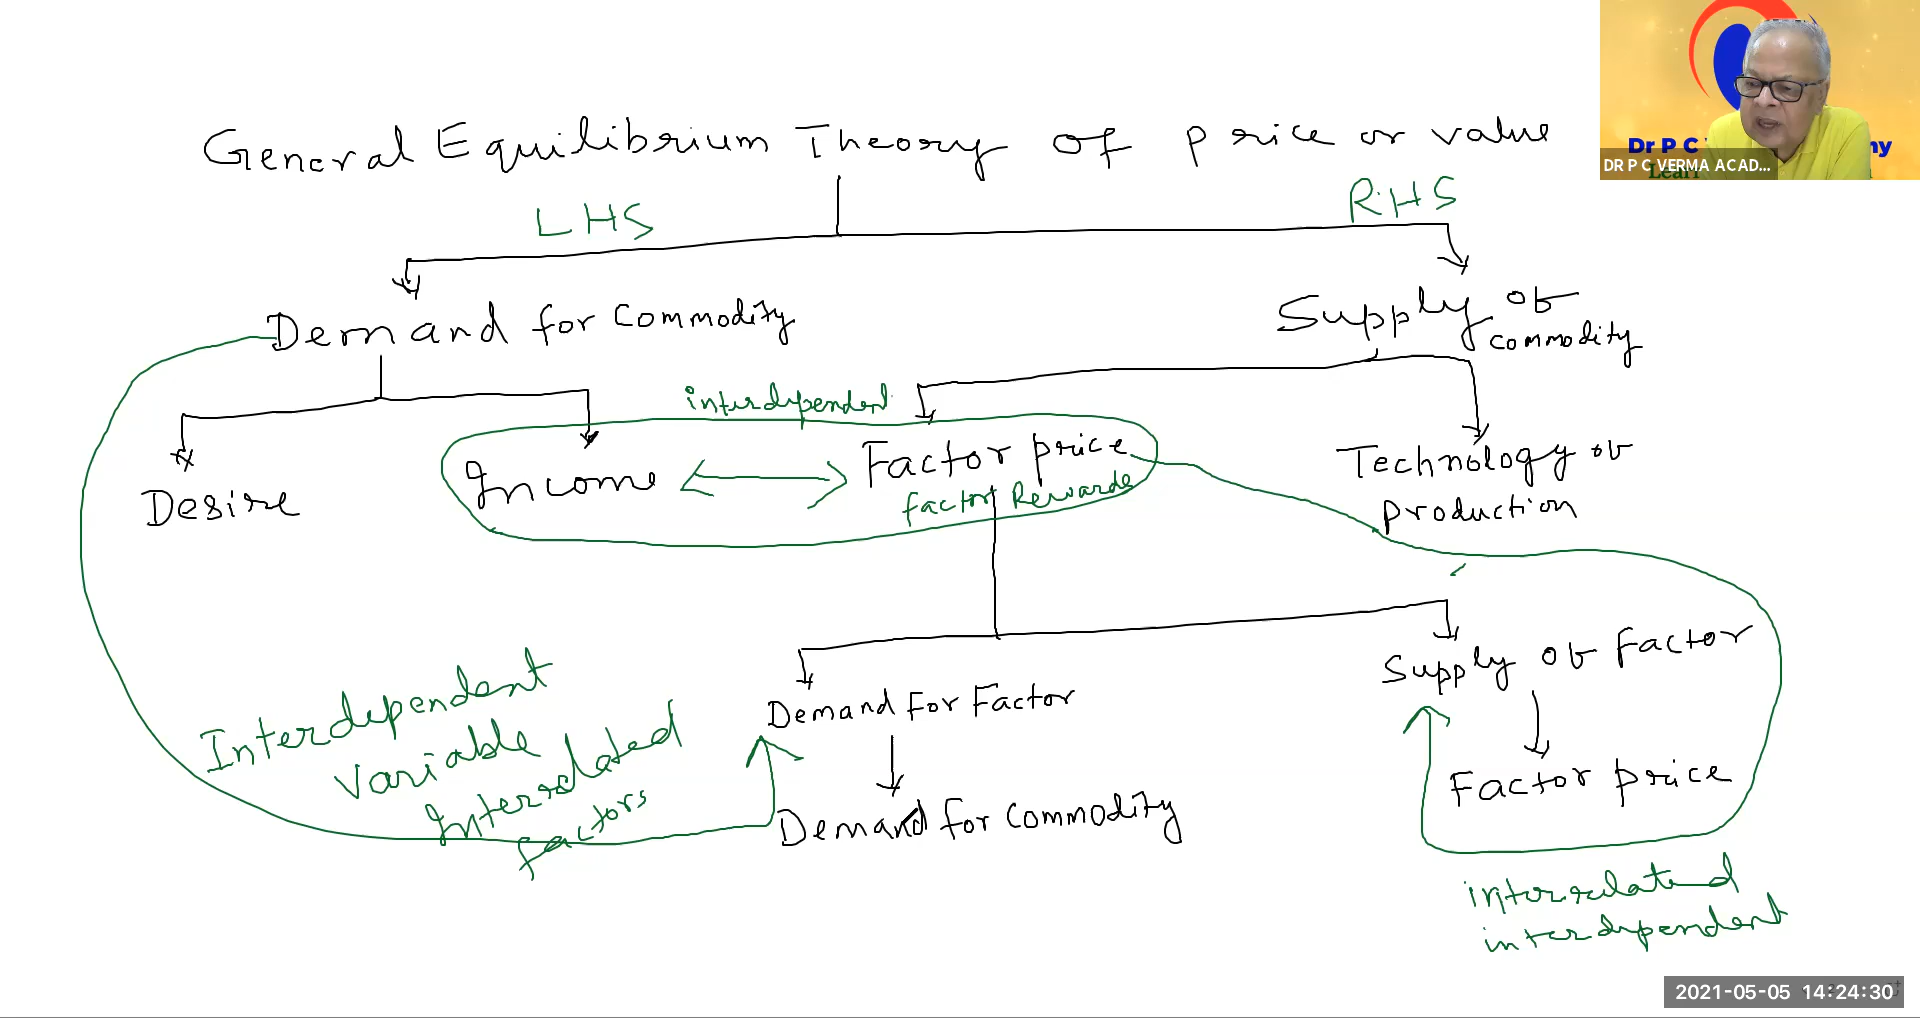 General Equilibrium Theory of price or value
Dr P C
ny
DR P C VERMA ACAD...
LHS
RHS
Demand for commodity
Supply of
commodity
interdependent
Income
Factor price
Factor Rewards
Technology of
production
Desire
Supply of Factor
Demand For Factor
Interdependent
variable
Interrelated
factors
Factor price
Demand for commodity
interrelated
interdependent
2021-05-05 14:24:30